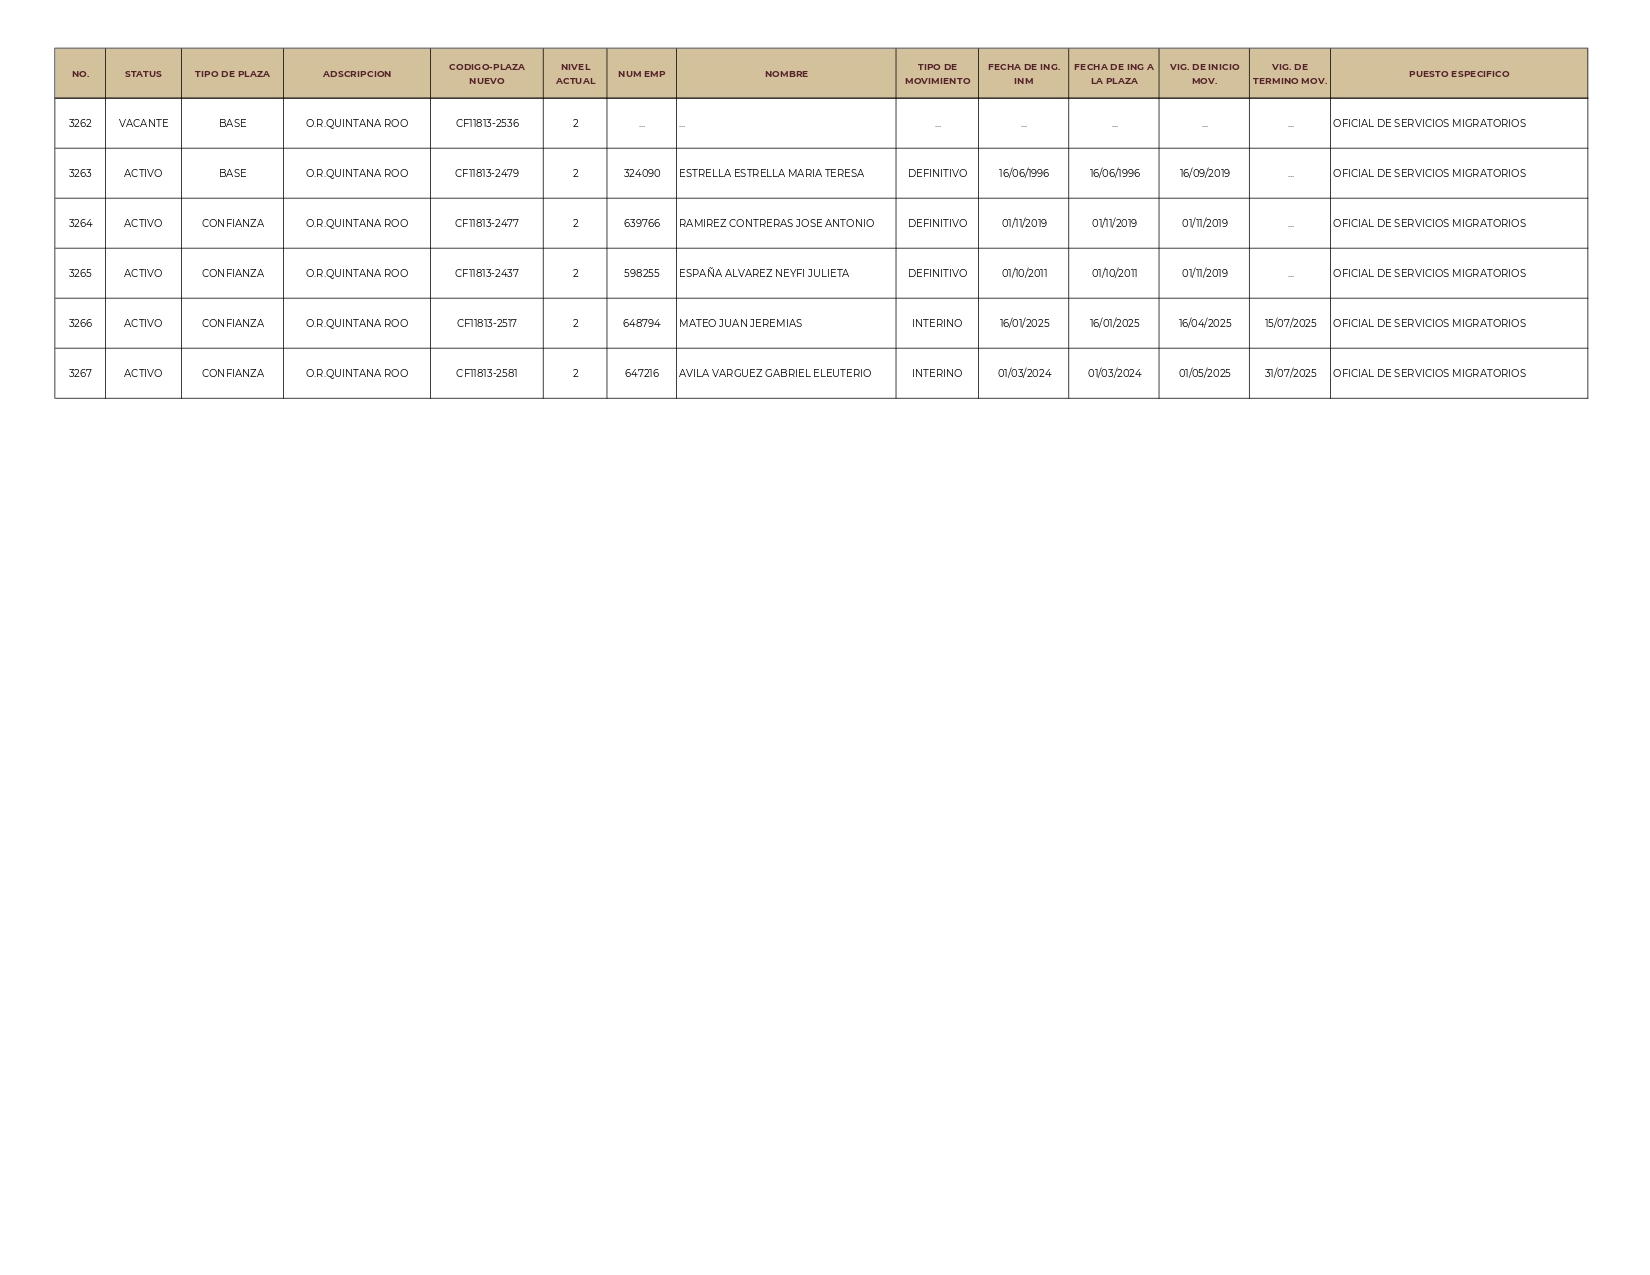 NO. STATUS TIPO DE PLAZA ADSCRIPCION CODIGO-PLAZA NUEVO NIVEL ACTUAL NUM EMP NOMBRE TIPO DE MOVIMIENTO FECHA DE ING. INM FECHA DE ING A LA PLAZA VIG. DE INICIO MOV. VIG. DE TERMINO MOV. PUESTO ESPECIFICO
3262 VACANTE BASE O.R.QUINTANA ROO CF11813-2536 2 ... ... ... ... ... ... ... OFICIAL DE SERVICIOS MIGRATORIOS
3263 ACTIVO BASE O.R.QUINTANA ROO CF11813-2479 2 324090 ESTRELLA ESTRELLA MARIA TERESA DEFINITIVO 16/06/1996 16/06/1996 16/09/2019 ... OFICIAL DE SERVICIOS MIGRATORIOS
3264 ACTIVO CONFIANZA O.R.QUINTANA ROO CF11813-2477 2 639766 RAMIREZ CONTRERAS JOSE ANTONIO DEFINITIVO 01/11/2019 01/11/2019 01/11/2019 ... OFICIAL DE SERVICIOS MIGRATORIOS
3265 ACTIVO CONFIANZA O.R.QUINTANA ROO CF11813-2437 2 598255 ESPAÑA ALVAREZ NEYFI JULIETA DEFINITIVO 01/10/2011 01/10/2011 01/11/2019 ... OFICIAL DE SERVICIOS MIGRATORIOS
3266 ACTIVO CONFIANZA O.R.QUINTANA ROO CF11813-2517 2 648794 MATEO JUAN JEREMIAS INTERINO 16/01/2025 16/01/2025 16/04/2025 15/07/2025 OFICIAL DE SERVICIOS MIGRATORIOS
3267 ACTIVO CONFIANZA O.R.QUINTANA ROO CF11813-2581 2 647216 AVILA VARGUEZ GABRIEL ELEUTERIO INTERINO 01/03/2024 01/03/2024 01/05/2025 31/07/2025 OFICIAL DE SERVICIOS MIGRATORIOS